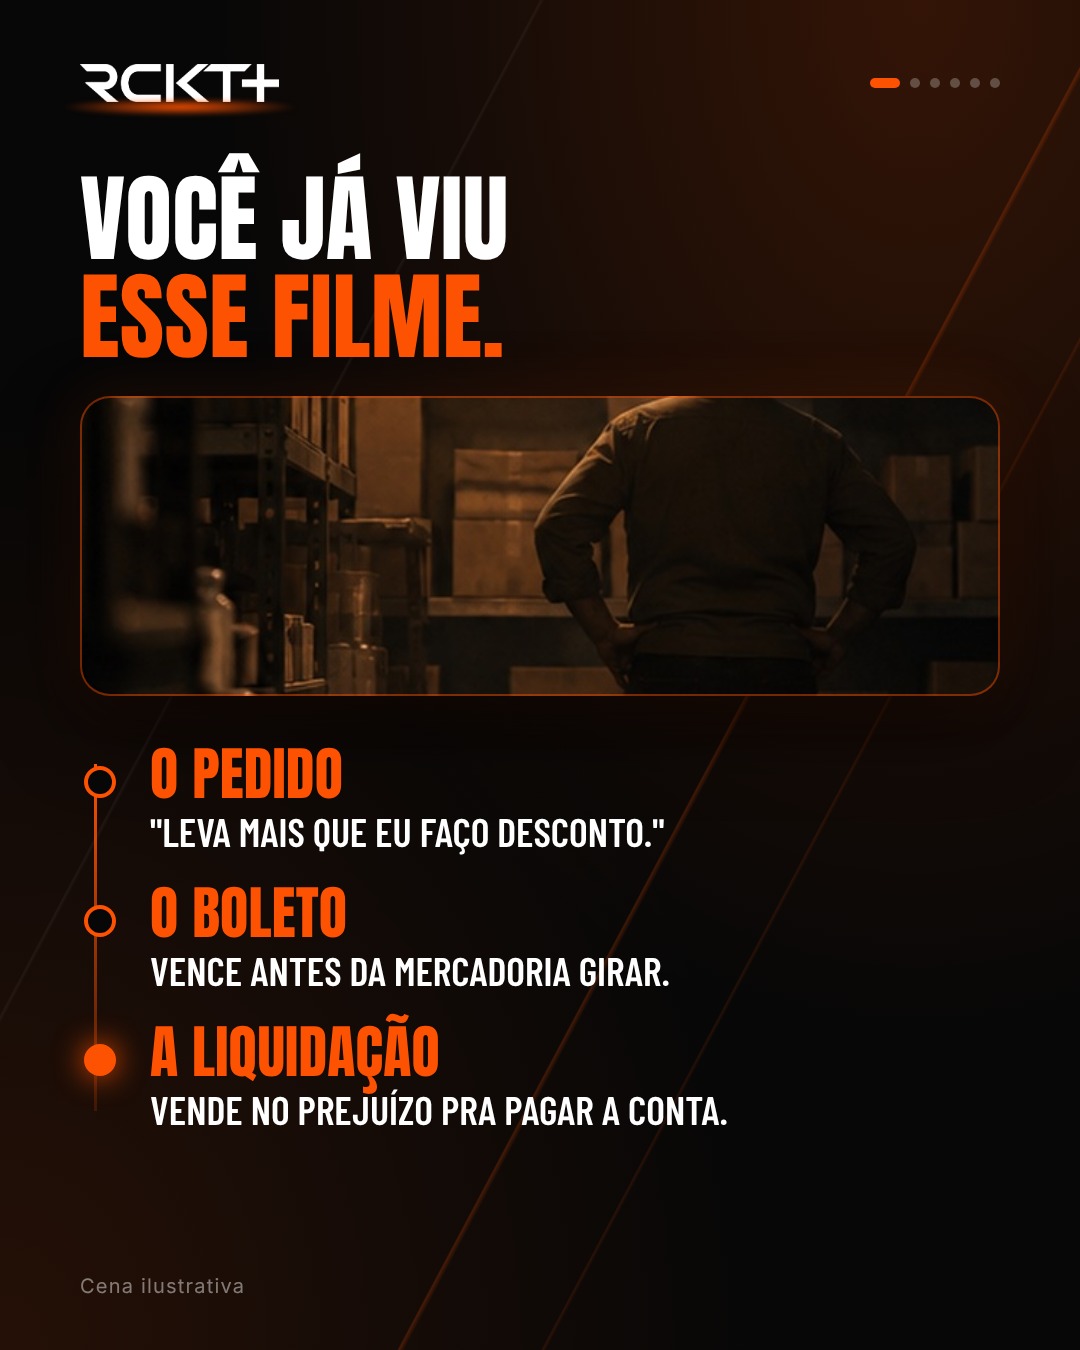 RCKT+
VOCÊ JÁ VIU
ESSE FILME.
O PEDIDO
"LEVA MAIS QUE EU FAÇO DESCONTO."
O BOLETO
VENCE ANTES DA MERCADORIA GIRAR.
A LIQUIDAÇÃO
VENDE NO PREJUÍZO PRA PAGAR A CONTA.
Cena ilustrativa